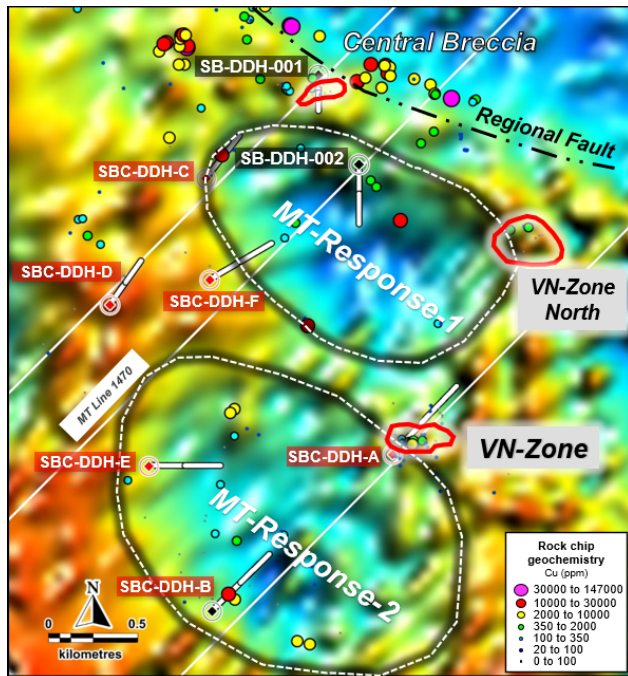 Central Breccia
SB-DDH-001
Regional Fault
SB-DDH-002
SBC-DDH-C
MT-Response-1
SBC-DDH-D
SBC-DDH-F
VN-Zone
North
MT Line 1470
SBC-DDH-E
SBC-DDH-A
VN-Zone
MT-Response-2
SBC-DDH-B
N
0
0.5
kilometres
Rock chip
geochemistry
Cu (ppm)
30000 to 147000
10000 to 30000
2000 to 10000
350 to 2000
100 to 350
20 to 100
0 to 100